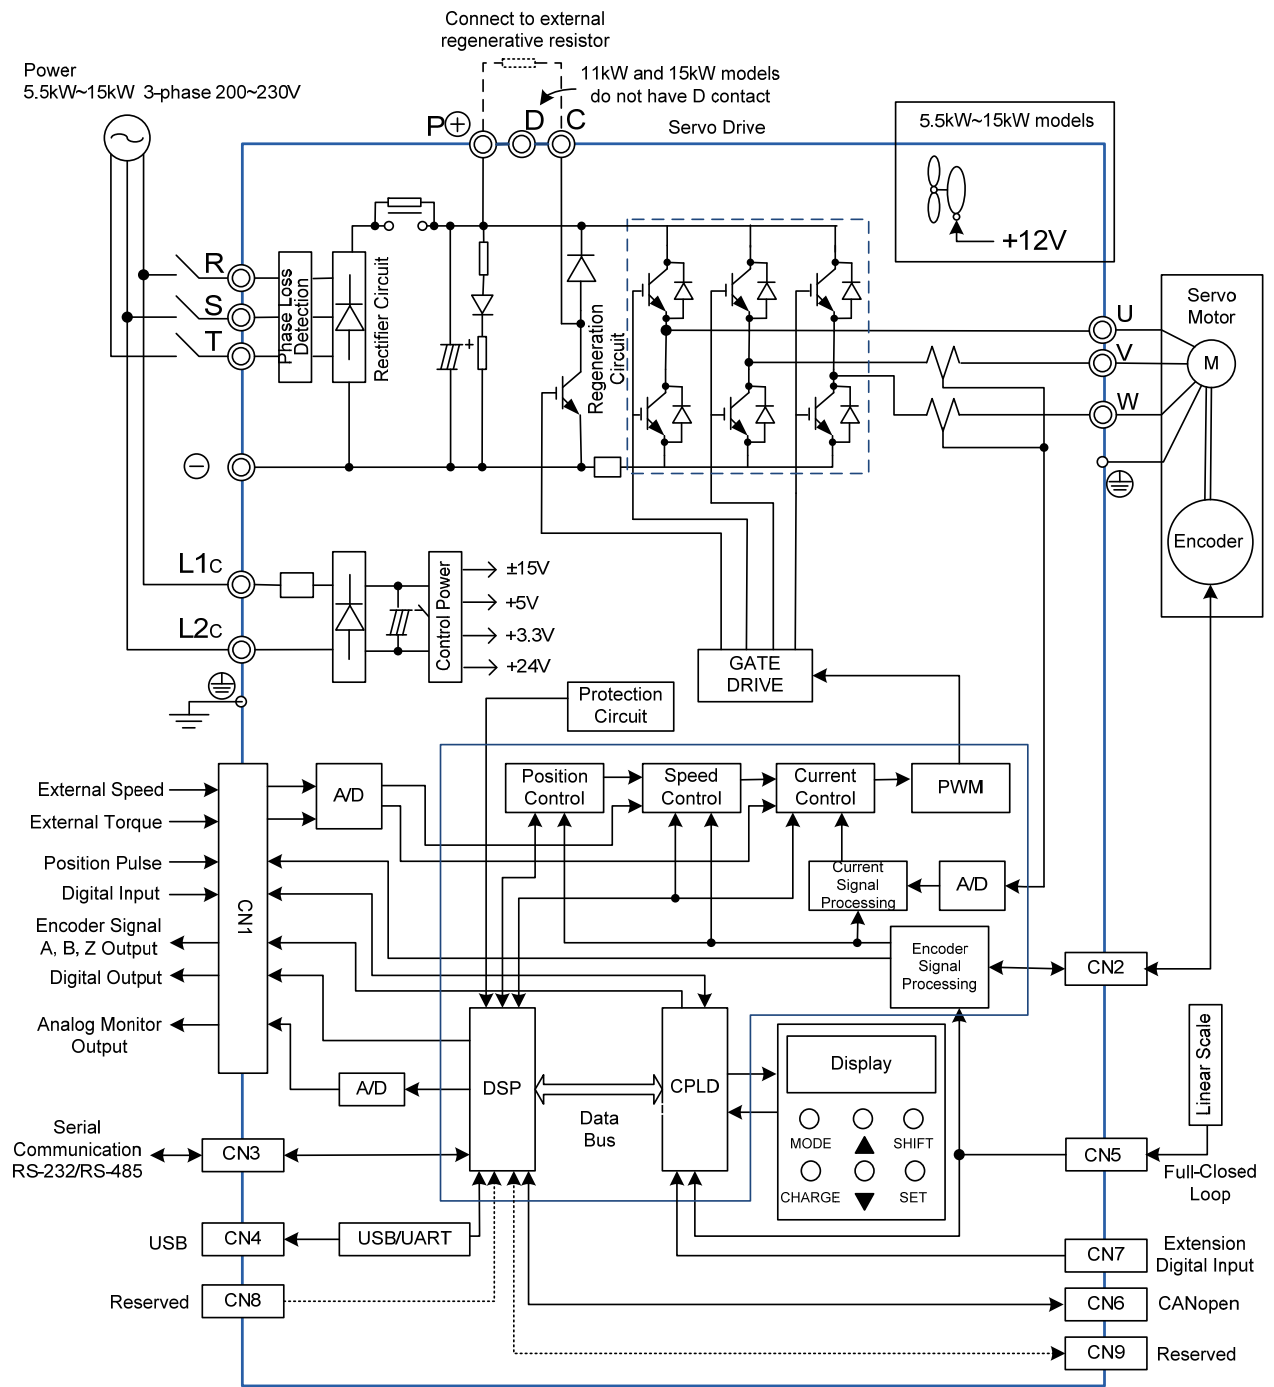 Connect to external
regenerative resistor
Power
5.5kW~15kW 3-phase 200~230V
11kW and 15kW models
do not have D contact
P
D
C
Servo Drive
5.5kW~15kW models
+12V
R
S
T
Phase Loss
Detection
Rectifier Circuit
+
Regeneration
Circuit
U
V
W
Servo
Motor
M
Encoder
L1C
L2C
Control Power
±15V
+5V
+3.3V
+24V
GATE
DRIVE
Protection
Circuit
External Speed
External Torque
Position Pulse
Digital Input
Encoder Signal
A, B, Z Output
Digital Output
Analog Monitor
Output
CN1
A/D
Position
Control
Speed
Control
Current
Control
PWM
Current
Signal
Processing
A/D
Encoder
Signal
Processing
CN2
Linear Scale
DSP
Data
Bus
CPLD
A/D
Display
MODE
SHIFT
CHARGE
SET
Serial
Communication
RS-232/RS-485
CN3
USB
CN4
USB/UART
Reserved
CN8
CN5
Full-Closed
Loop
CN7
Extension
Digital Input
CN6
CANopen
CN9
Reserved